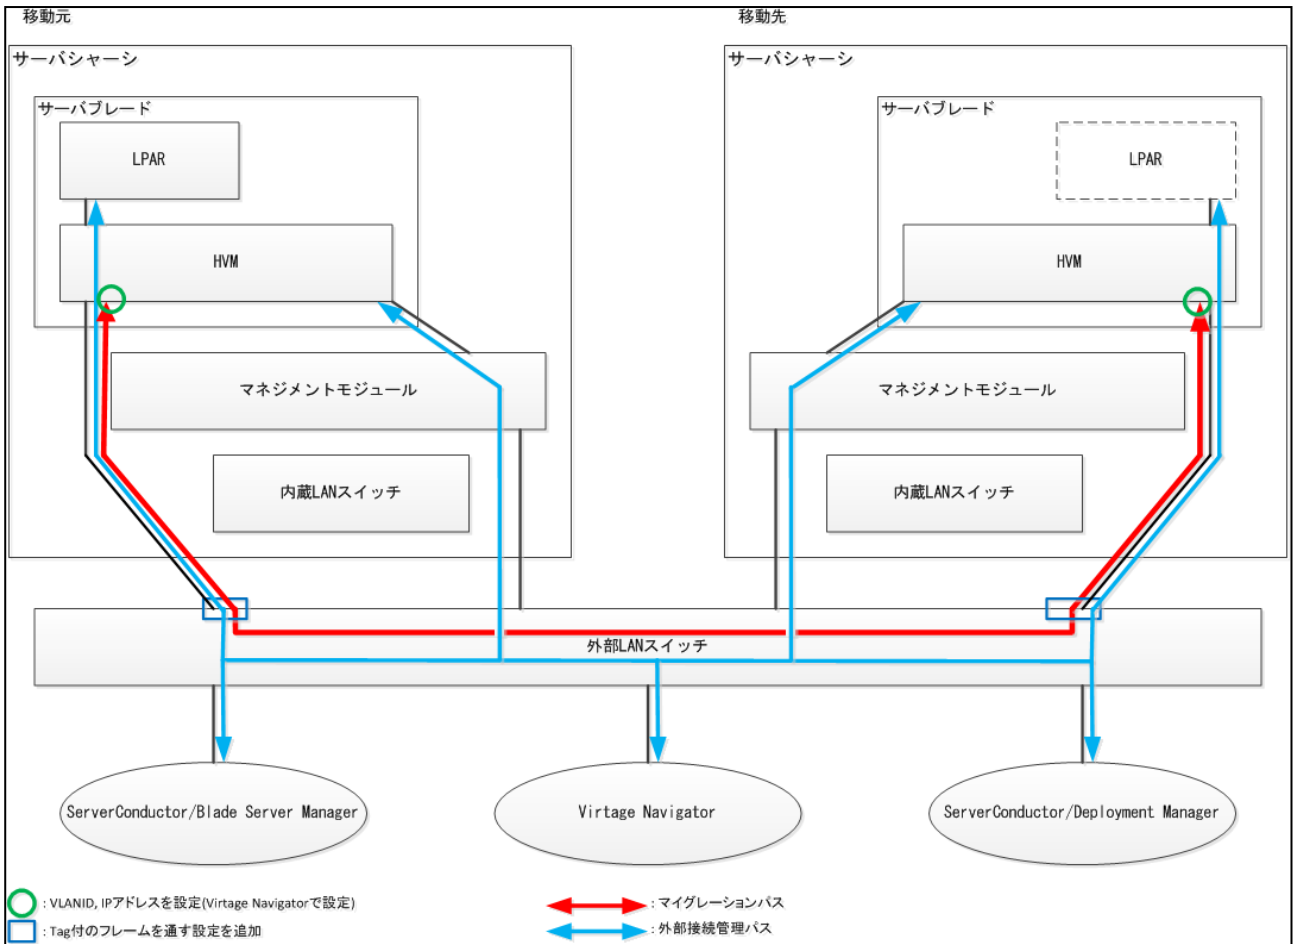 移動元
移動先
サーバシャーシ
サーバシャーシ
サーバブレード
サーバブレード
LPAR
LPAR
HVM
HVM
マネジメントモジュール
マネジメントモジュール
内蔵LANスイッチ
内蔵LANスイッチ
外部LANスイッチ
ServerConductor/Blade Server Manager
Virtage Navigator
ServerConductor/Deployment Manager
: VLANID, IPアドレスを設定(Virtage Navigatorで設定)
: マイグレーションパス
: Tag付のフレームを通す設定を追加
: 外部接続管理パス